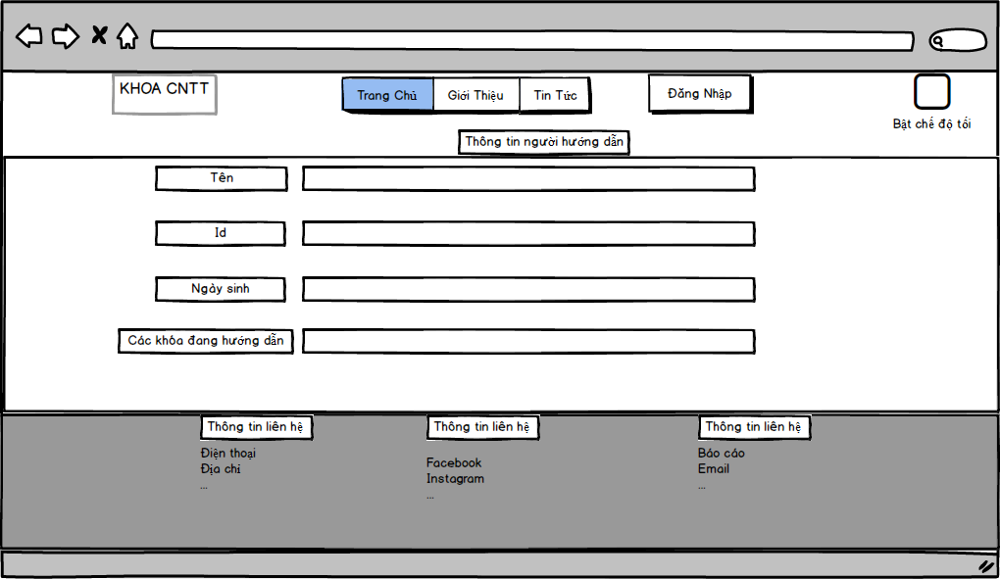 KHOA CNTT
Trang Chủ
Giới Thiệu
Tin Tức
Đăng Nhập
Bật chế độ tối
Thông tin người hướng dẫn
Tên
Id
Ngày sinh
Các khóa đang hướng dẫn
Thông tin liên hệ
Điện thoại
Địa chỉ
...
Thông tin liên hệ
Facebook
Instagram
...
Thông tin liên hệ
Báo cáo
Email
...